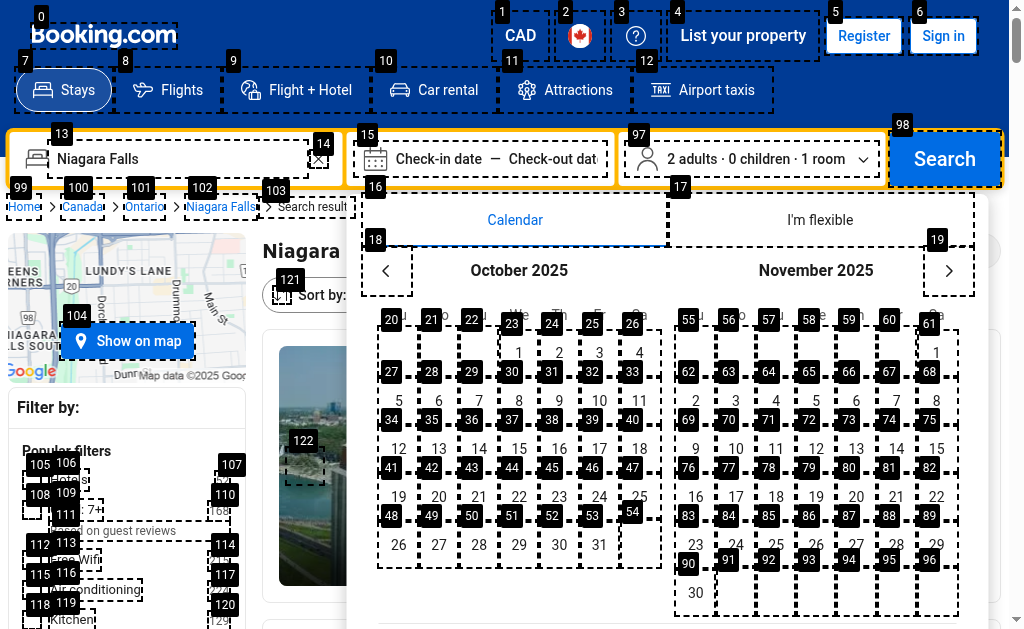 Booking.com
CAD
List your property
Register
Sign in
Stays
Flights
Flight + Hotel
Car rental
Attractions
Airport taxis
Niagara Falls
Check-in date — Check-out dat
2 adults · 0 children · 1 room
Search
Home > Canada > Ontario > Niagara Falls > Search result
Calendar
I'm flexible
October 2025
November 2025
LUNDY'S LANE
20
98
Main St
Show on map
Google
Map data ©2025 Goog
Niagara
Sort by:
1 2 3 4
5 6 7 8 9 10 11
12 13 14 15 16 17 18
19 20 21 22 23 24 25
26 27 28 29 30 31
1
2 3 4 5 6 7 8
9 10 11 12 13 14 15
16 17 18 19 20 21 22
23 24 25 26 27 28 29
30
Filter by:
Popular filters
Hotels
: 7+
168
Based on guest reviews
Free Wifi
Air conditioning
Kitchen
129
0
1
2
3
4
5
6
7
8
9
10
11
12
13
14
15
97
98
99
100
101
102
103
16
17
18
19
20 21 22 23 24 25 26
27 28 29 30 31 32 33
34 35 36 37 38 39 40
41 42 43 44 45 46 47
48 49 50 51 52 53 54
55 56 57 58 59 60 61
62 63 64 65 66 67 68
69 70 71 72 73 74 75
76 77 78 79 80 81 82
83 84 85 86 87 88 89
90 91 92 93 94 95 96
104
121
122
105 106 107
108 109 110
111
112 113 114
115 116 117
118 119 120